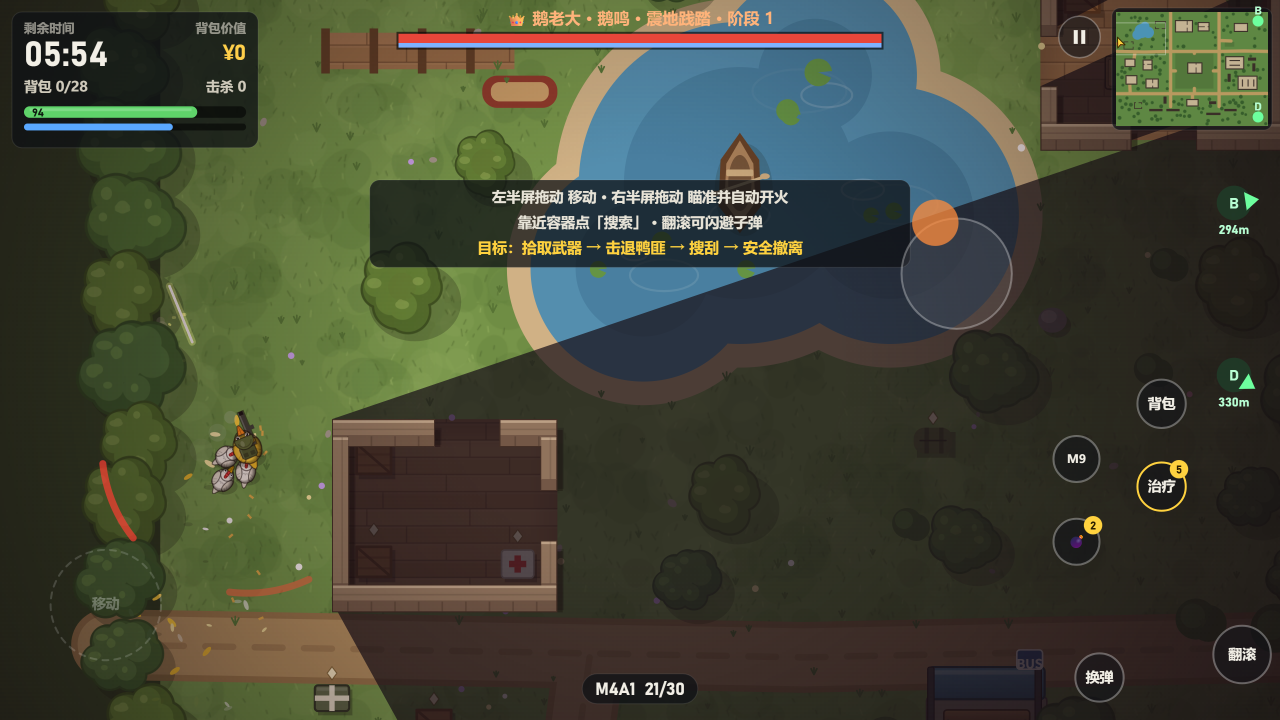 剩余时间 背包价值
05:54 ¥0
背包 0/28 击杀 0
94
鹅老大·鹅鸣·震地践踏·阶段 1
左半屏拖动 移动·右半屏拖动 瞄准并自动开火
靠近容器点「搜索」·翻滚可闪避子弹
目标：拾取武器 → 击退鸭匪 → 搜刮 → 安全撤离
B
D
B
294m
D
330m
背包
M9
5
治疗
2
移动
翻滚
换弹
BUS
M4A1 21/30